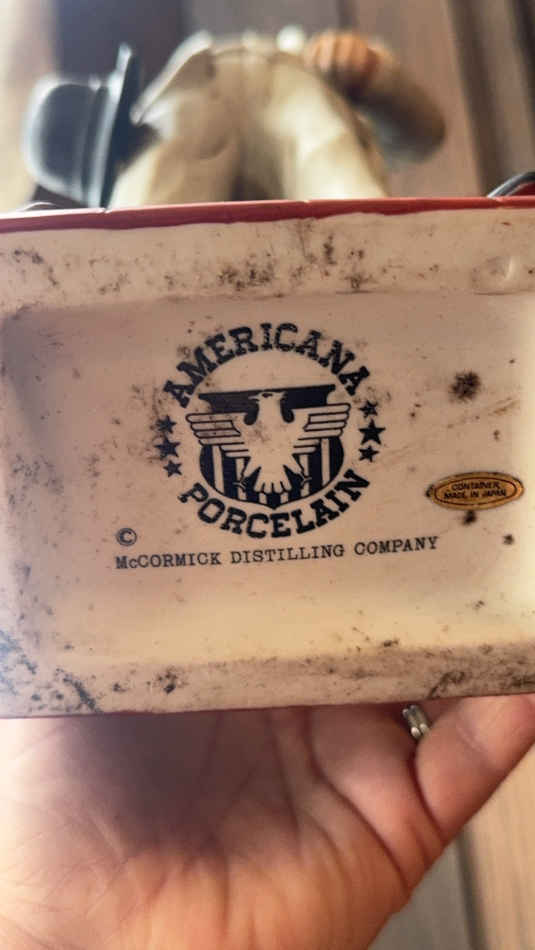 AMERICANA
PORCELAIN
©
McCORMICK DISTILLING COMPANY
CONTAINER
MADE IN JAPAN